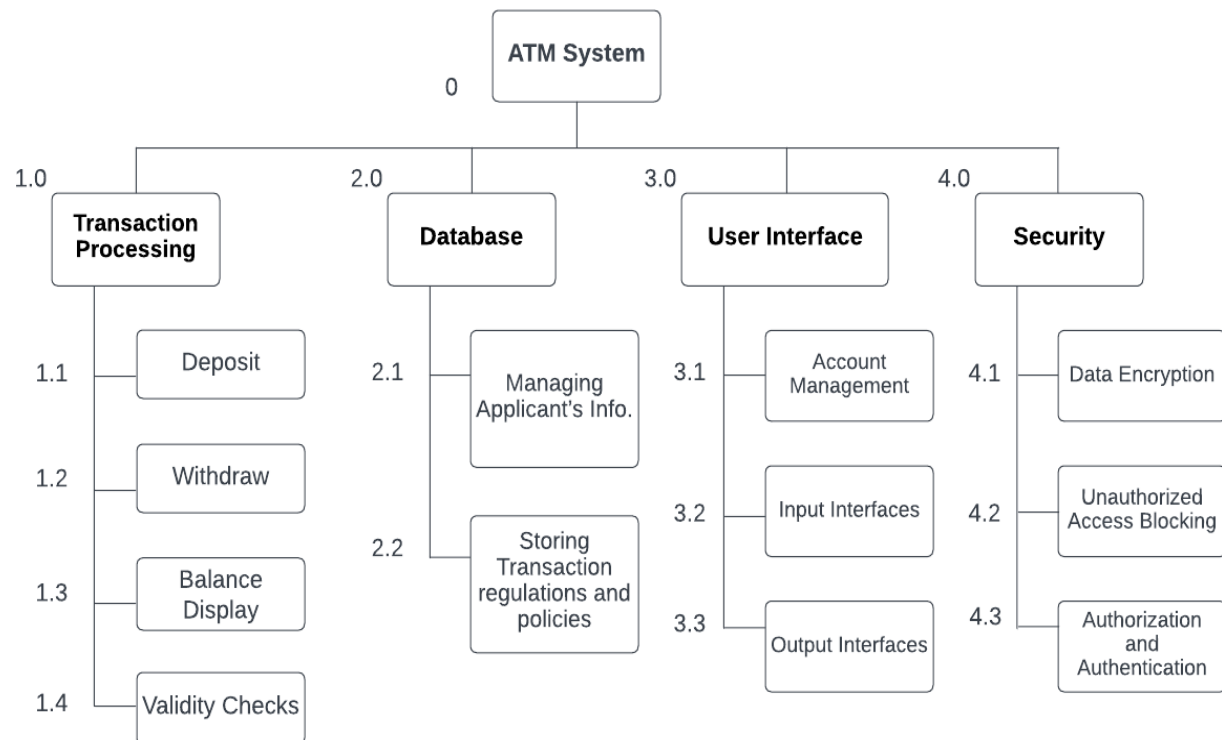 ATM System
0
1.0
2.0
3.0
4.0
Transaction
Processing
Database
User Interface
Security
1.1
Deposit
1.2
Withdraw
1.3
Balance
Display
1.4
Validity Checks
2.1
Managing
Applicant’s Info.
2.2
Storing
Transaction
regulations and
policies
3.1
Account
Management
3.2
Input Interfaces
3.3
Output Interfaces
4.1
Data Encryption
4.2
Unauthorized
Access Blocking
4.3
Authorization
and
Authentication